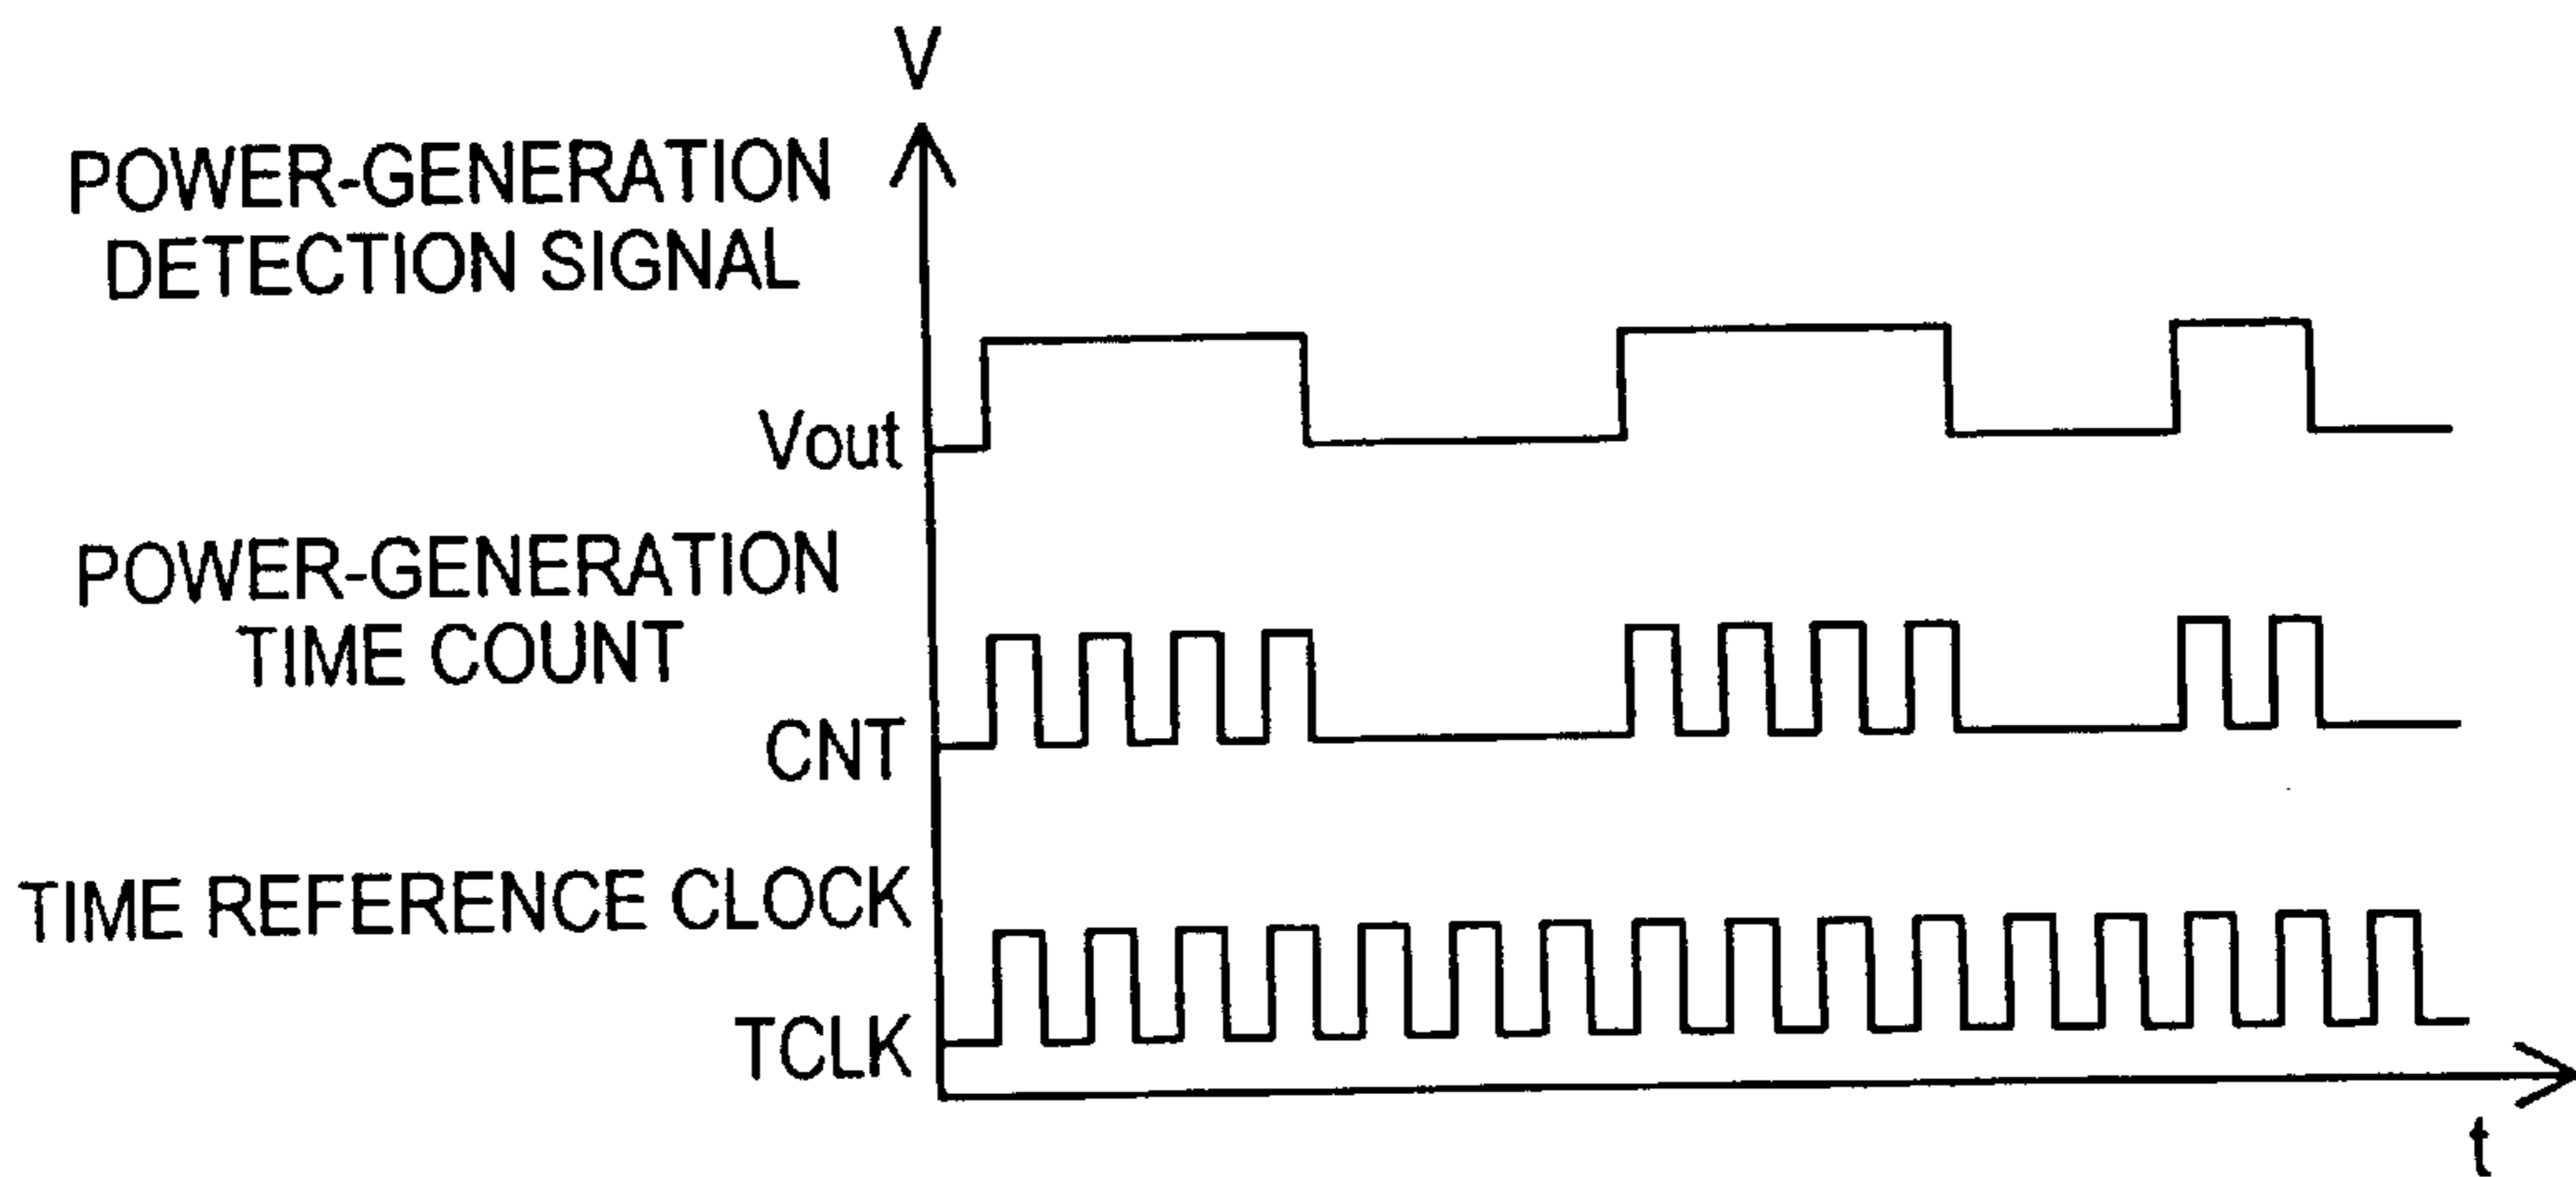 V
POWER-GENERATION
DETECTION SIGNAL
Vout
POWER-GENERATION
TIME COUNT
CNT
TIME REFERENCE CLOCK
TCLK
t